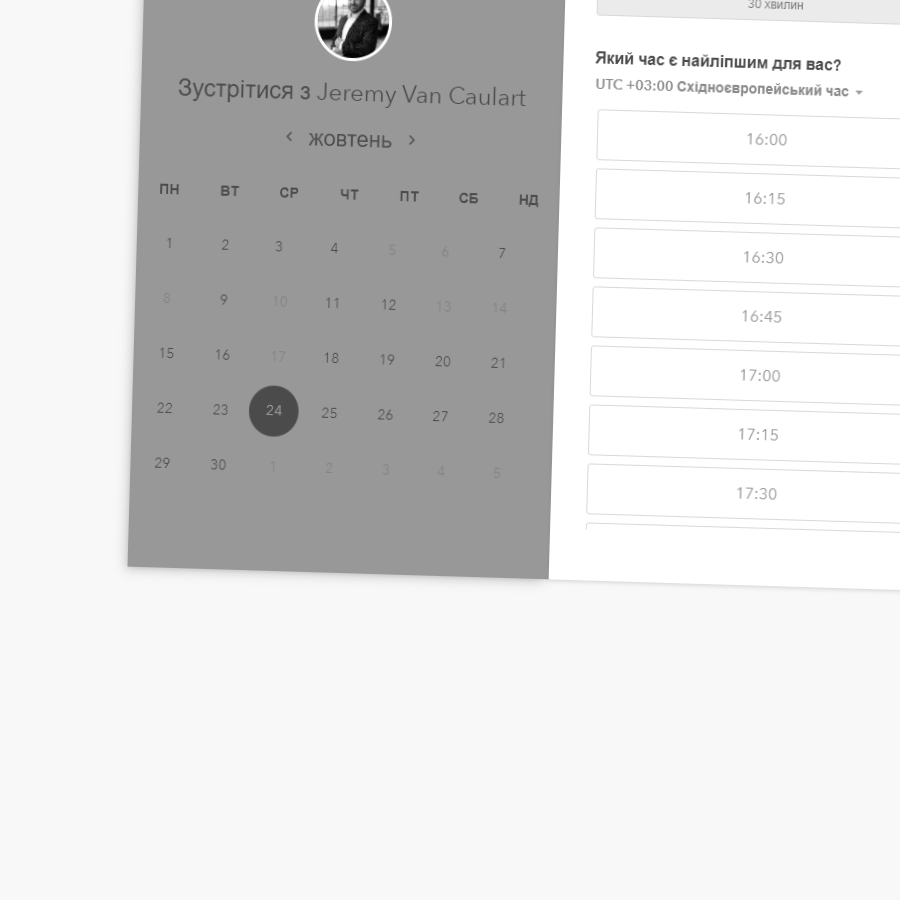 Зустрітися з Jeremy Van Caulart
жовтень
ПН ВТ СР ЧТ ПТ СБ НД
1 2 3 4 5 6 7
8 9 10 11 12 13 14
15 16 17 18 19 20 21
22 23 24 25 26 27 28
29 30 1 2 3 4 5
30 хвилин
Який час є найліпшим для вас?
UTC +03:00 Східноєвропейський час
16:00
16:15
16:30
16:45
17:00
17:15
17:30